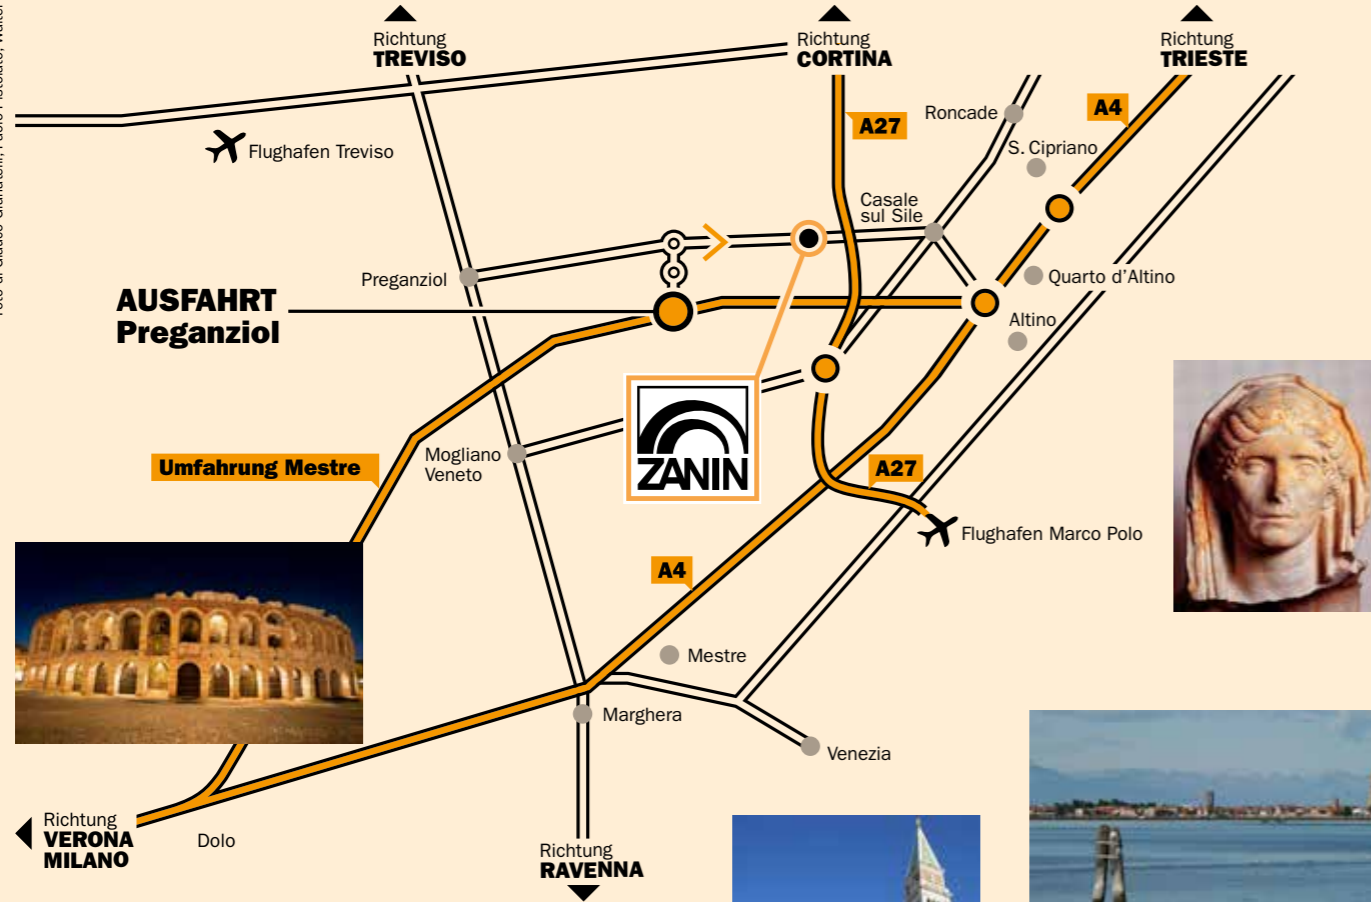 Richtung
TREVISO
Richtung
CORTINA
Richtung
TRIESTE
A27
Roncade
A4
S. Cipriano
Flughafen Treviso
Casale
sul Sile
Preganziol
Quarto d'Altino
AUSFAHRT
Preganziol
Altino
ZANIN
Mogliano
Veneto
Umfahrung Mestre
A27
Flughafen Marco Polo
A4
Mestre
Marghera
Venezia
Richtung
VERONA
MILANO
Dolo
Richtung
RAVENNA